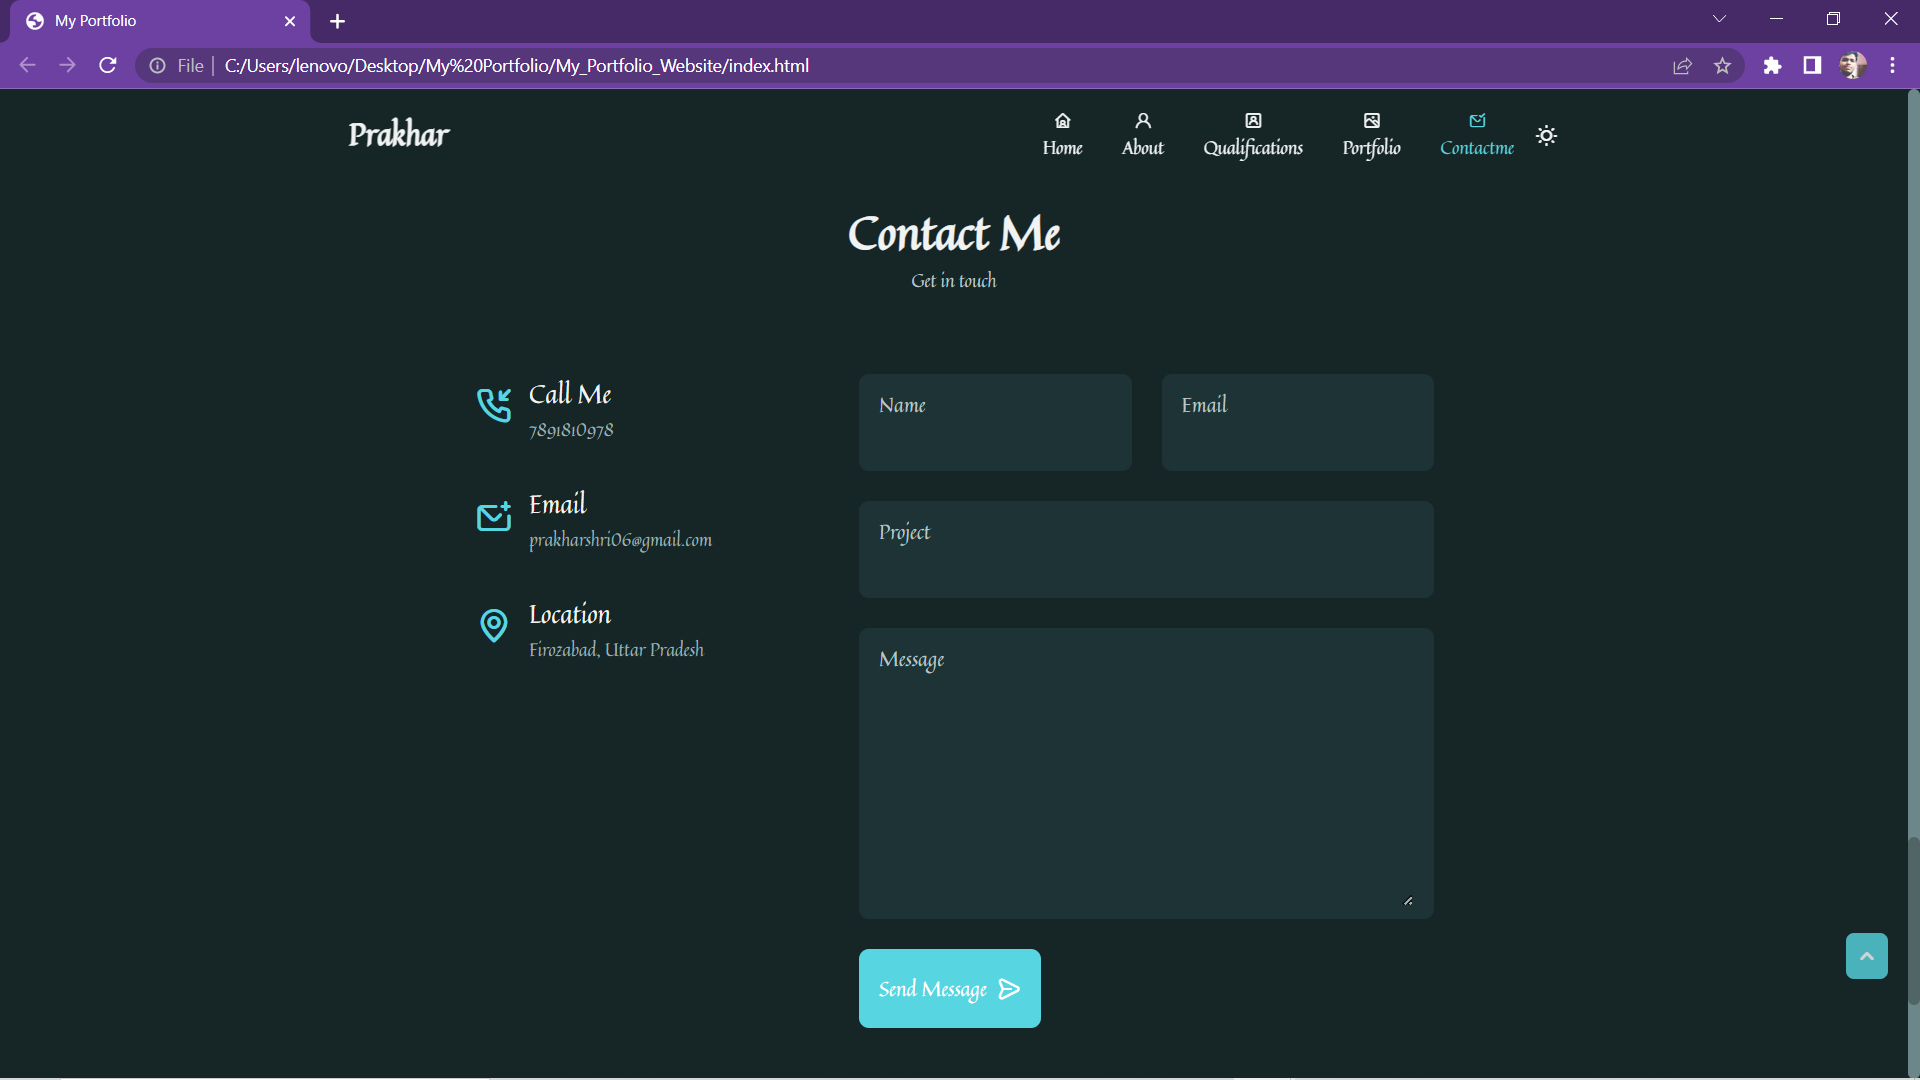 My Portfolio
File | C:/Users/lenovo/Desktop/My%20Portfolio/My_Portfolio_Website/index.html
Prakhar
Home About Qualifications Portfolio Contactme
Contact Me
Get in touch
Call Me
7891810978
Email
prakharshri06@gmail.com
Location
Firozabad, Uttar Pradesh
Name
Email
Project
Message
Send Message